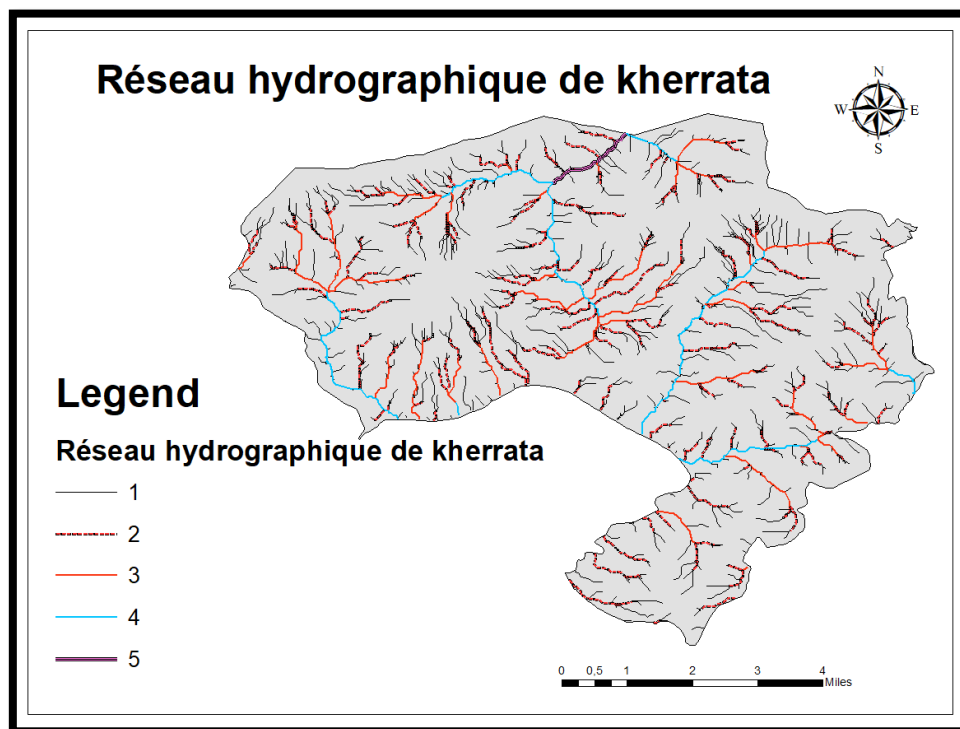 Réseau hydrographique de kherrata
N
W E
S
Legend
Réseau hydrographique de kherrata
1
2
3
4
5
0 0,5 1 2 3 4
Miles